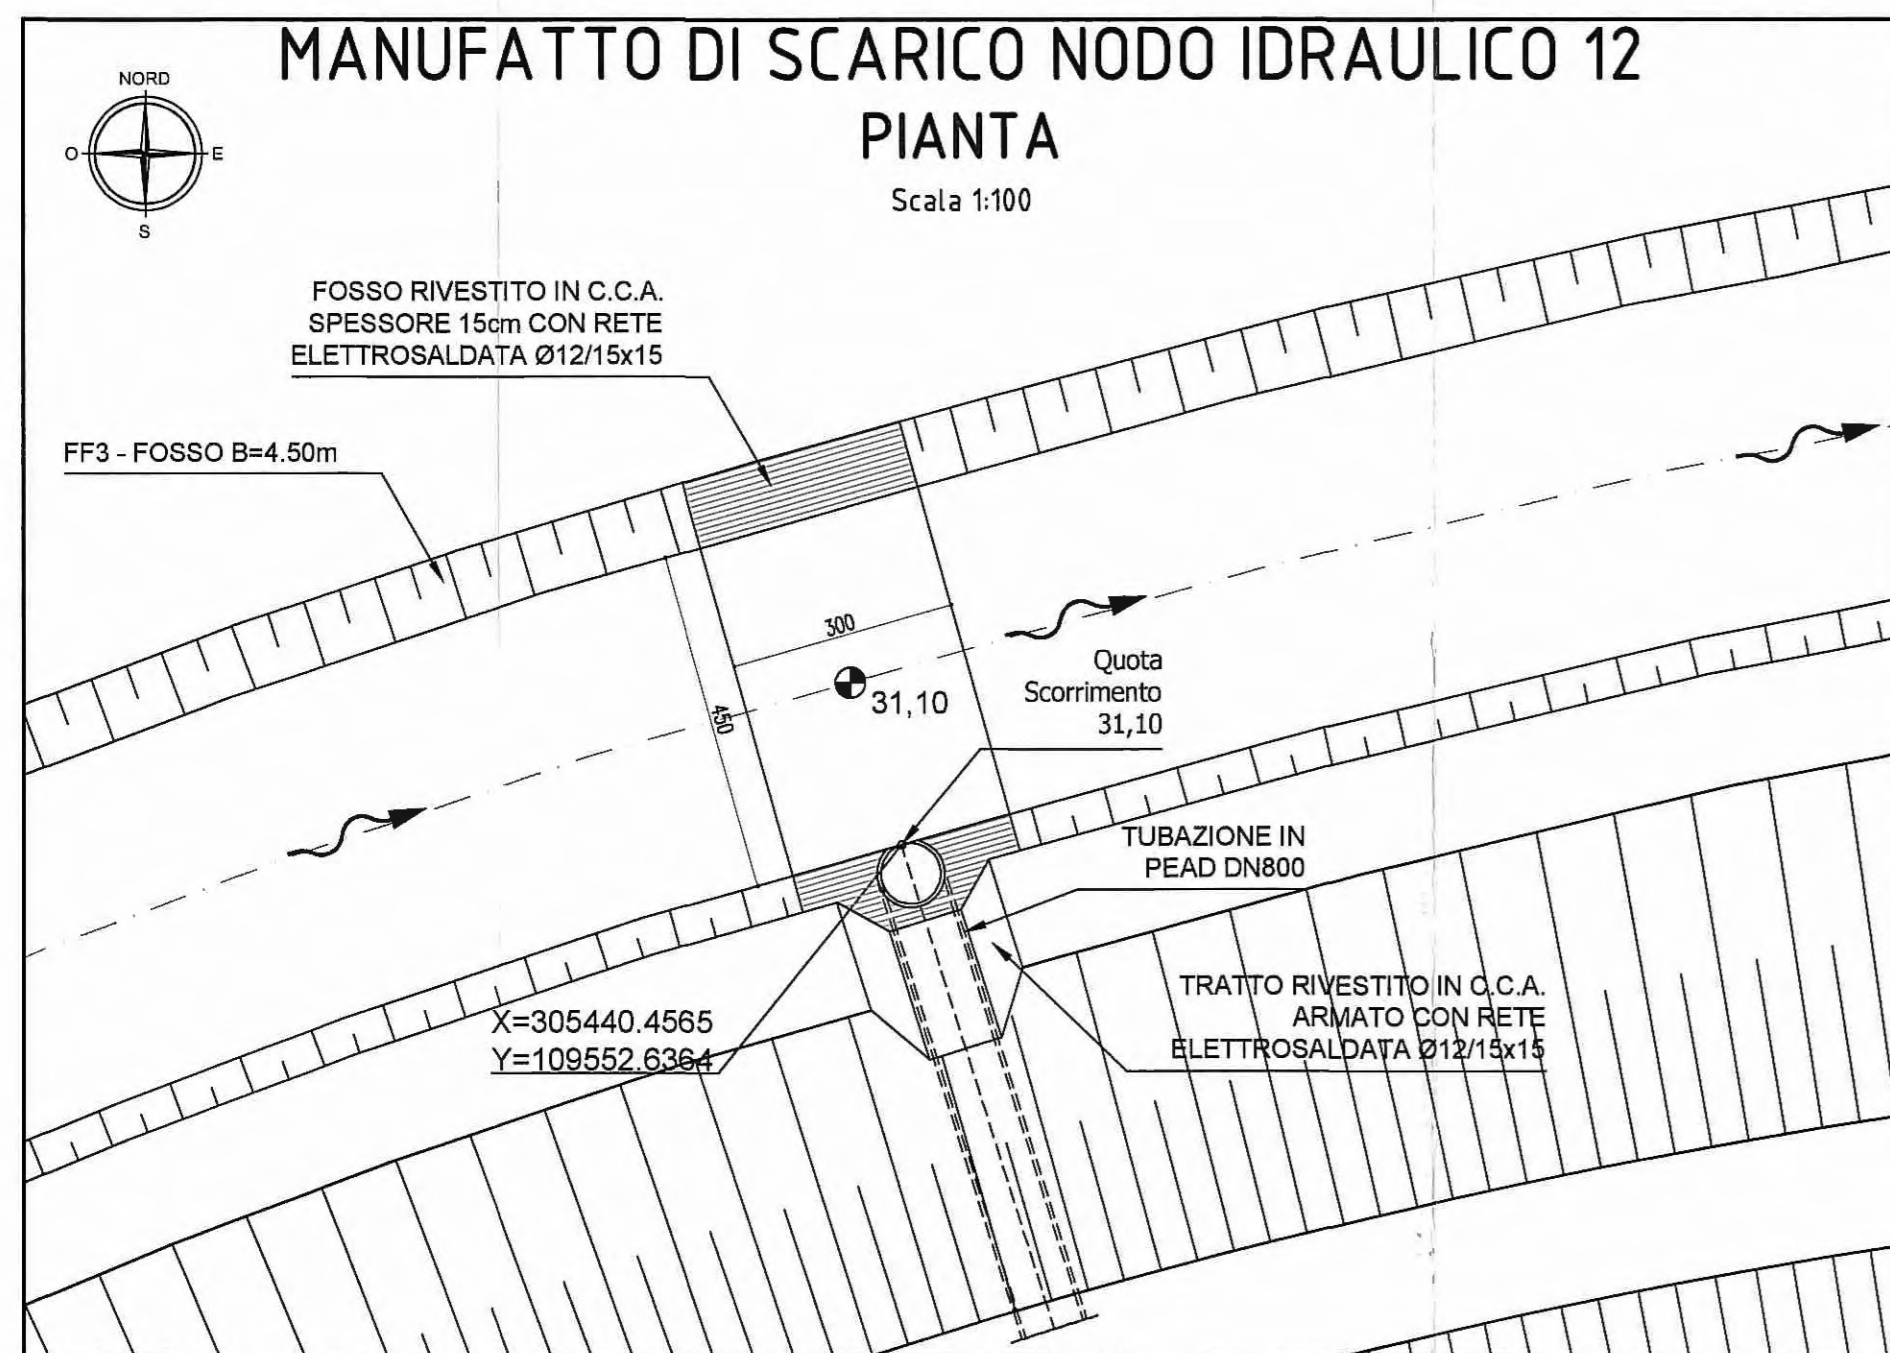 MANUFATTO DI SCARICO NODO IDRAULICO 12
PIANTA
Scala 1:100
NORD
O
E
S
FOSSO RIVESTITO IN C.C.A.
SPESSORE 15cm CON RETE
ELETTROSALDATA Ø12/15x15
FF3 - FOSSO B=4.50m
300
450
31,10
Quota
Scorrimento
31,10
TUBAZIONE IN
PEAD DN800
X=305440.4565
Y=109552.6364
TRATTO RIVESTITO IN C.C.A.
ARMATO CON RETE
ELETTROSALDATA Ø12/15x15